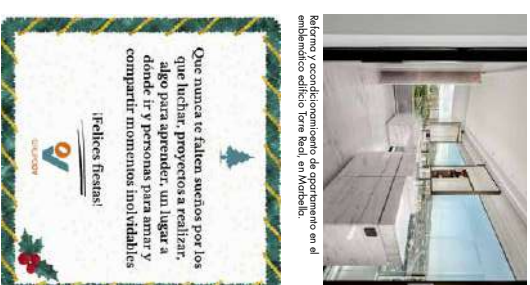 Reforma y acondicionamiento de apartamento en el
emblemático edificio Torre Real, en Marbella.
Que nunca te falten sueños por los
que luchar, proyectos a realizar,
algo para aprender, un lugar a
dónde ir y personas para amar y
compartir momentos inolvidables
¡Felices fiestas!